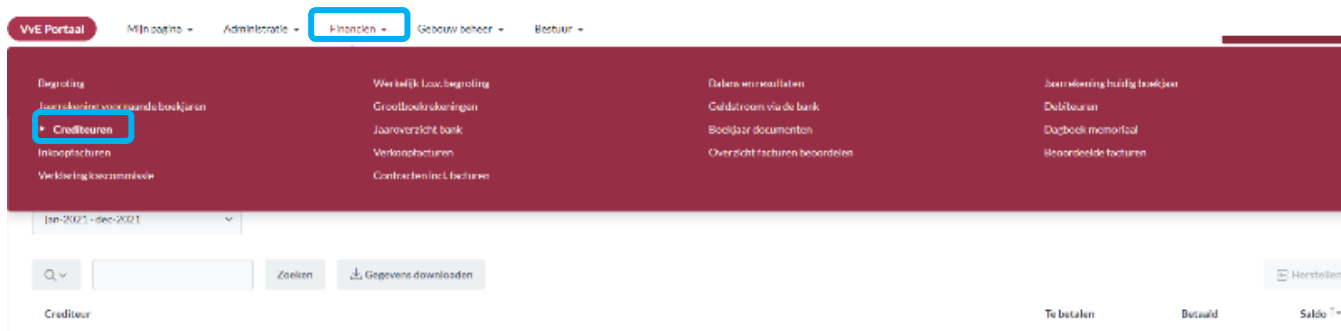 VvE Portaal Mijn pagina Administratie Financiën Gebouw beheer Bestuur
Begroting Werkelijk t.o.v. begroting Balans en resultaten Jaarrekening huidig boekjaar
Jaarrekening voorgaande boekjaren Grootboekrekeningen Geldstroom via de bank Debiteuren
Crediteuren Jaaroverzicht bank Boekjaar documenten Dagboek memoriaal
Inkoopfacturen Verkoopfacturen Overzicht facturen beoordelen Beoordeelde facturen
Verklaring kascommissie Contracten incl. facturen
jan-2021 - dec-2021
Zoeken Gegevens downloaden Herstellen
Crediteur Te betalen Betaald Saldo